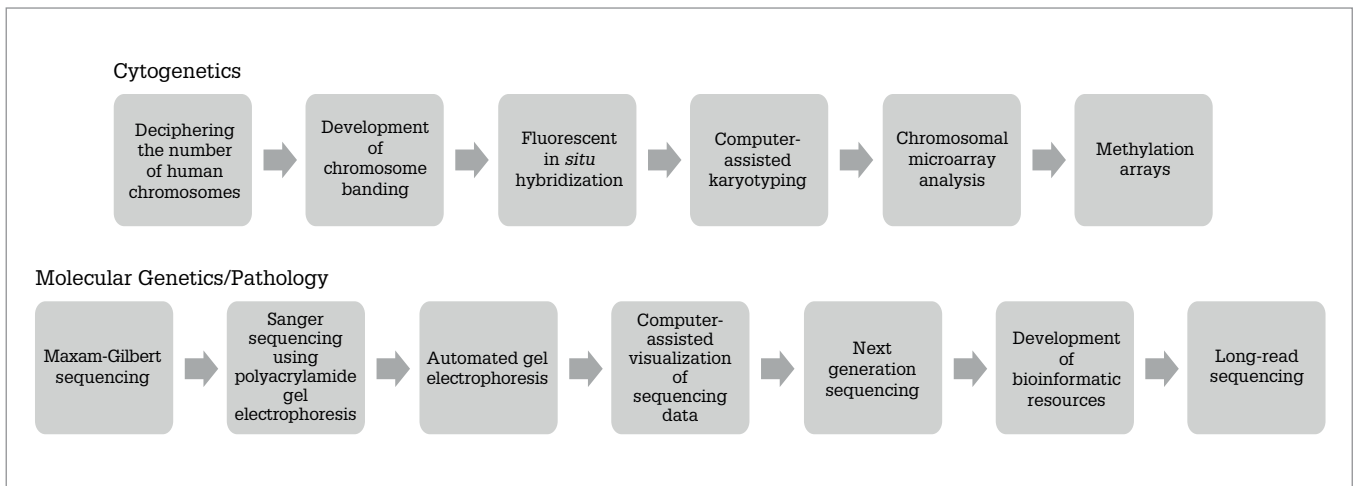 Cytogenetics
Deciphering
the number
of human
chromosomes
Development
of
chromosome
banding
Fluorescent
in situ
hybridization
Computer-
assisted
karyotyping
Chromosomal
microarray
analysis
Methylation
arrays
Molecular Genetics/Pathology
Maxam-Gilbert
sequencing
Sanger
sequencing
using
polyacrylamide
gel
electrophoresis
Automated gel
electrophoresis
Computer-
assisted
visualization
of
sequencing
data
Next
generation
sequencing
Development
of
bioinformatic
resources
Long-read
sequencing